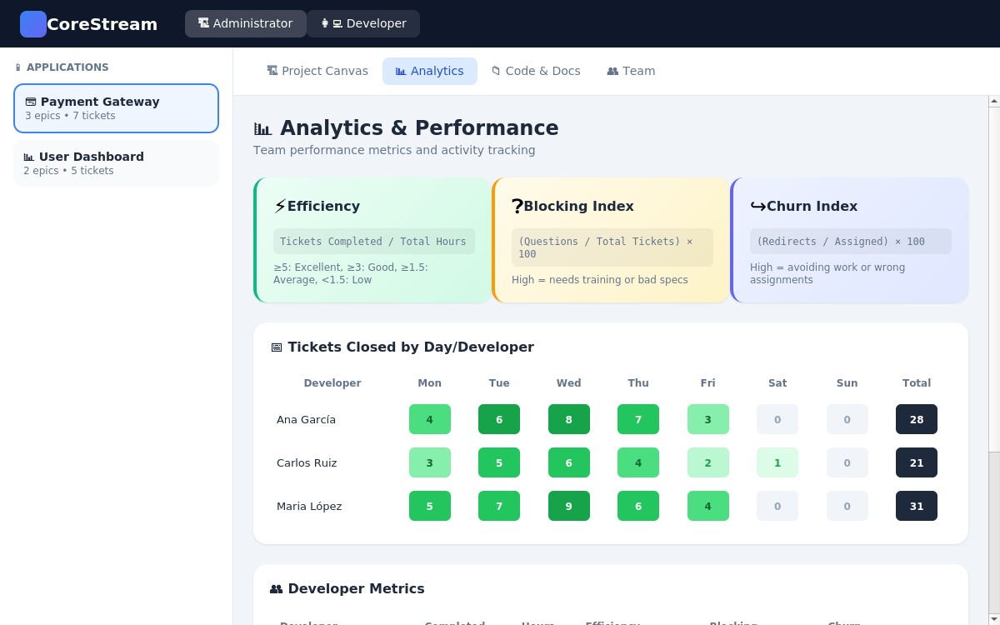 CoreStream
Administrator
Developer
APPLICATIONS
Payment Gateway
3 epics • 7 tickets
User Dashboard
2 epics • 5 tickets
Project Canvas
Analytics
Code & Docs
Team
Analytics & Performance
Team performance metrics and activity tracking
⚡Efficiency
Tickets Completed / Total Hours
≥5: Excellent, ≥3: Good, ≥1.5:
Average, <1.5: Low
?Blocking Index
(Questions / Total Tickets) ×
100
High = needs training or bad specs
↪Churn Index
(Redirects / Assigned) × 100
High = avoiding work or wrong
assignments
Tickets Closed by Day/Developer
Developer Mon Tue Wed Thu Fri Sat Sun Total
Ana García 4 6 8 7 3 0 0 28
Carlos Ruiz 3 5 6 4 2 1 0 21
Maria López 5 7 9 6 4 0 0 31
Developer Metrics
Developer Completed Hours Efficiency Blocking Churn